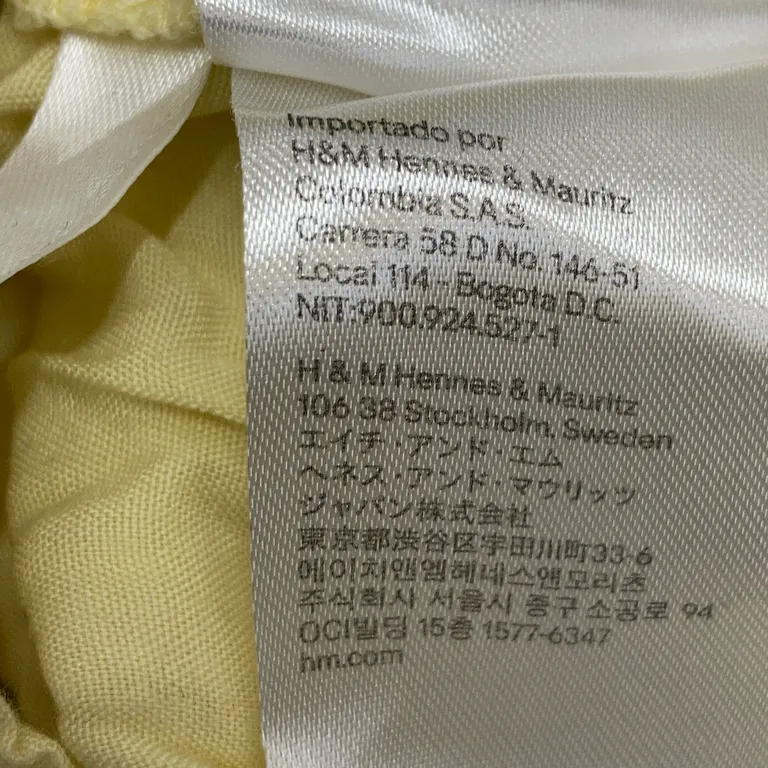 Importado por
H&M Hennes & Mauritz
Colombia S.A.S.
Carrera 58 D No. 146-51
Local 114 - Bogota D.C.
NIT:900.924.527-1
H & M Hennes & Mauritz
106 38 Stockholm, Sweden
エイチ・アンド・エム
ヘネス・アンド・マウリッツ
ジャパン株式会社
東京都渋谷区宇田川町33-6
에이치앤엠헤네스앤모리츠
주식회사 서울시 중구 소공로 94
OCI빌딩 15층 1577-6347
hm.com